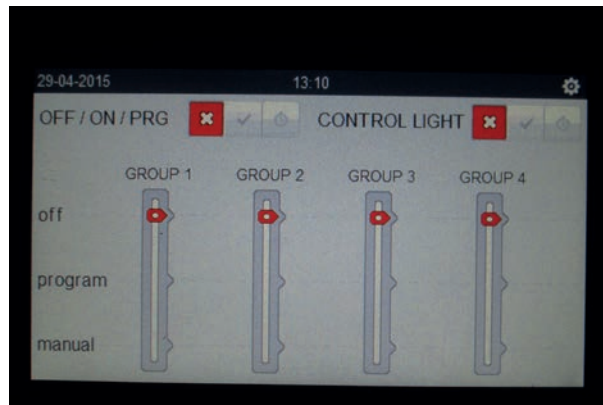 29-04-2015 13:10
OFF / ON / PRG CONTROL LIGHT
GROUP 1 GROUP 2 GROUP 3 GROUP 4
off
program
manual